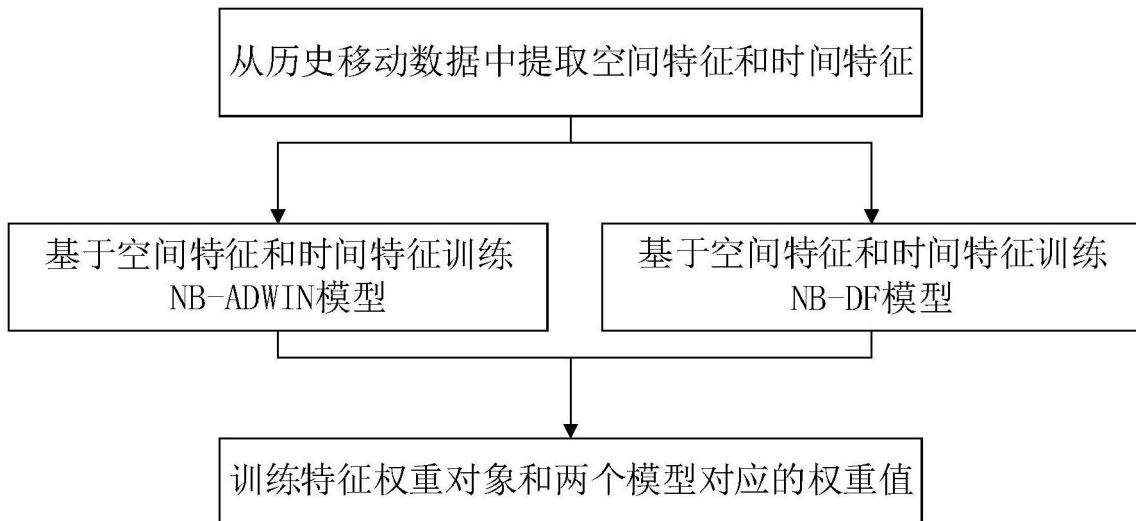 从历史移动数据中提取空间特征和时间特征
基于空间特征和时间特征训练
NB-ADWIN模型
基于空间特征和时间特征训练
NB-DF模型
训练特征权重对象和两个模型对应的权重值